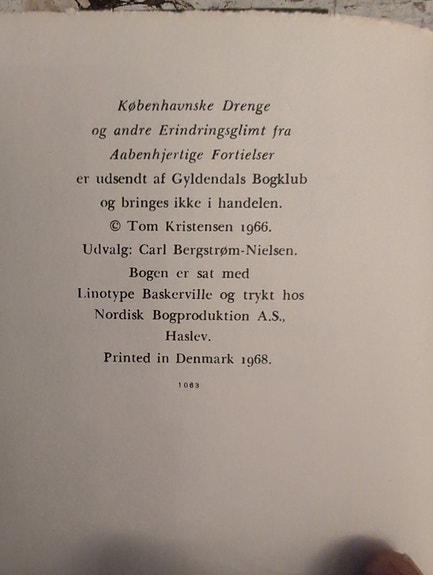 Københavnske Drenge
og andre Erindringsglimt fra
Aabenhjertige Fortielser
er udsendt af Gyldendals Bogklub
og bringes ikke i handelen.
© Tom Kristensen 1966.
Udvalg: Carl Bergstrøm-Nielsen.
Bogen er sat med
Linotype Baskerville og trykt hos
Nordisk Bogproduktion A.S.,
Haslev.
Printed in Denmark 1968.
1063